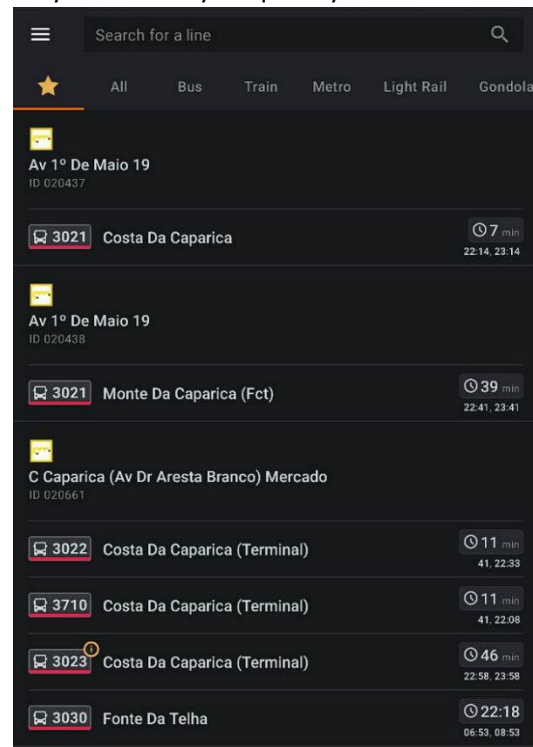 Search for a line
All Bus Train Metro Light Rail Gondola
Av 1º De Maio 19
ID 020437
3021 Costa Da Caparica 7 min
22:14, 23:14
Av 1º De Maio 19
ID 020438
3021 Monte Da Caparica (Fct) 39 min
22:41, 23:41
C Caparica (Av Dr Aresta Branco) Mercado
ID 020661
3022 Costa Da Caparica (Terminal) 11 min
41, 22:33
3710 Costa Da Caparica (Terminal) 11 min
41, 22:08
3023 Costa Da Caparica (Terminal) 46 min
22:58, 23:58
3030 Fonte Da Telha 22:18
06:53, 08:53